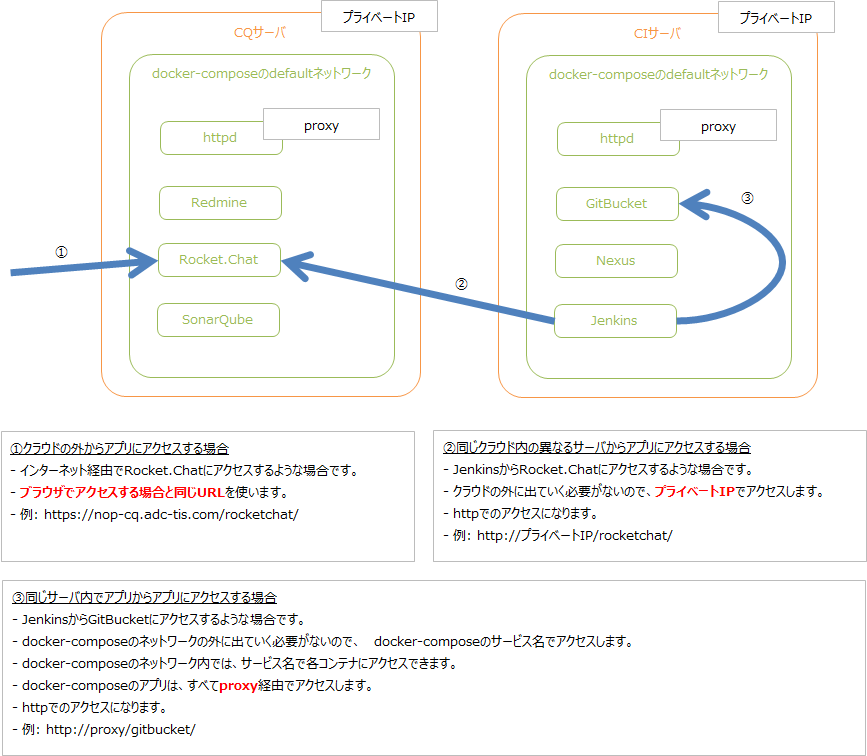 プライベートIP
CQサーバ
docker-composeのdefaultネットワーク
proxy
httpd
Redmine
Rocket.Chat
SonarQube
①
②
プライベートIP
CIサーバ
docker-composeのdefaultネットワーク
proxy
httpd
GitBucket
③
Nexus
Jenkins
①クラウドの外からアプリにアクセスする場合
- インターネット経由でRocket.Chatにアクセスするような場合です。
- ブラウザでアクセスする場合と同じURLを使います。
- 例: https://nop-cq.adc-tis.com/rocketchat/
②同じクラウド内の異なるサーバからアプリにアクセスする場合
- JenkinsからRocket.Chatにアクセスするような場合です。
- クラウドの外に出ていく必要がないので、プライベートIPでアクセスします。
- httpでのアクセスになります。
- 例: http://プライベートIP/rocketchat/
③同じサーバ内でアプリからアプリにアクセスする場合
- JenkinsからGitBucketにアクセスするような場合です。
- docker-composeのネットワークの外に出ていく必要がないので、 docker-composeのサービス名でアクセスします。
- docker-composeのネットワーク内では、サービス名で各コンテナにアクセスできます。
- docker-composeのアプリは、すべてproxy経由でアクセスします。
- httpでのアクセスになります。
- 例: http://proxy/gitbucket/